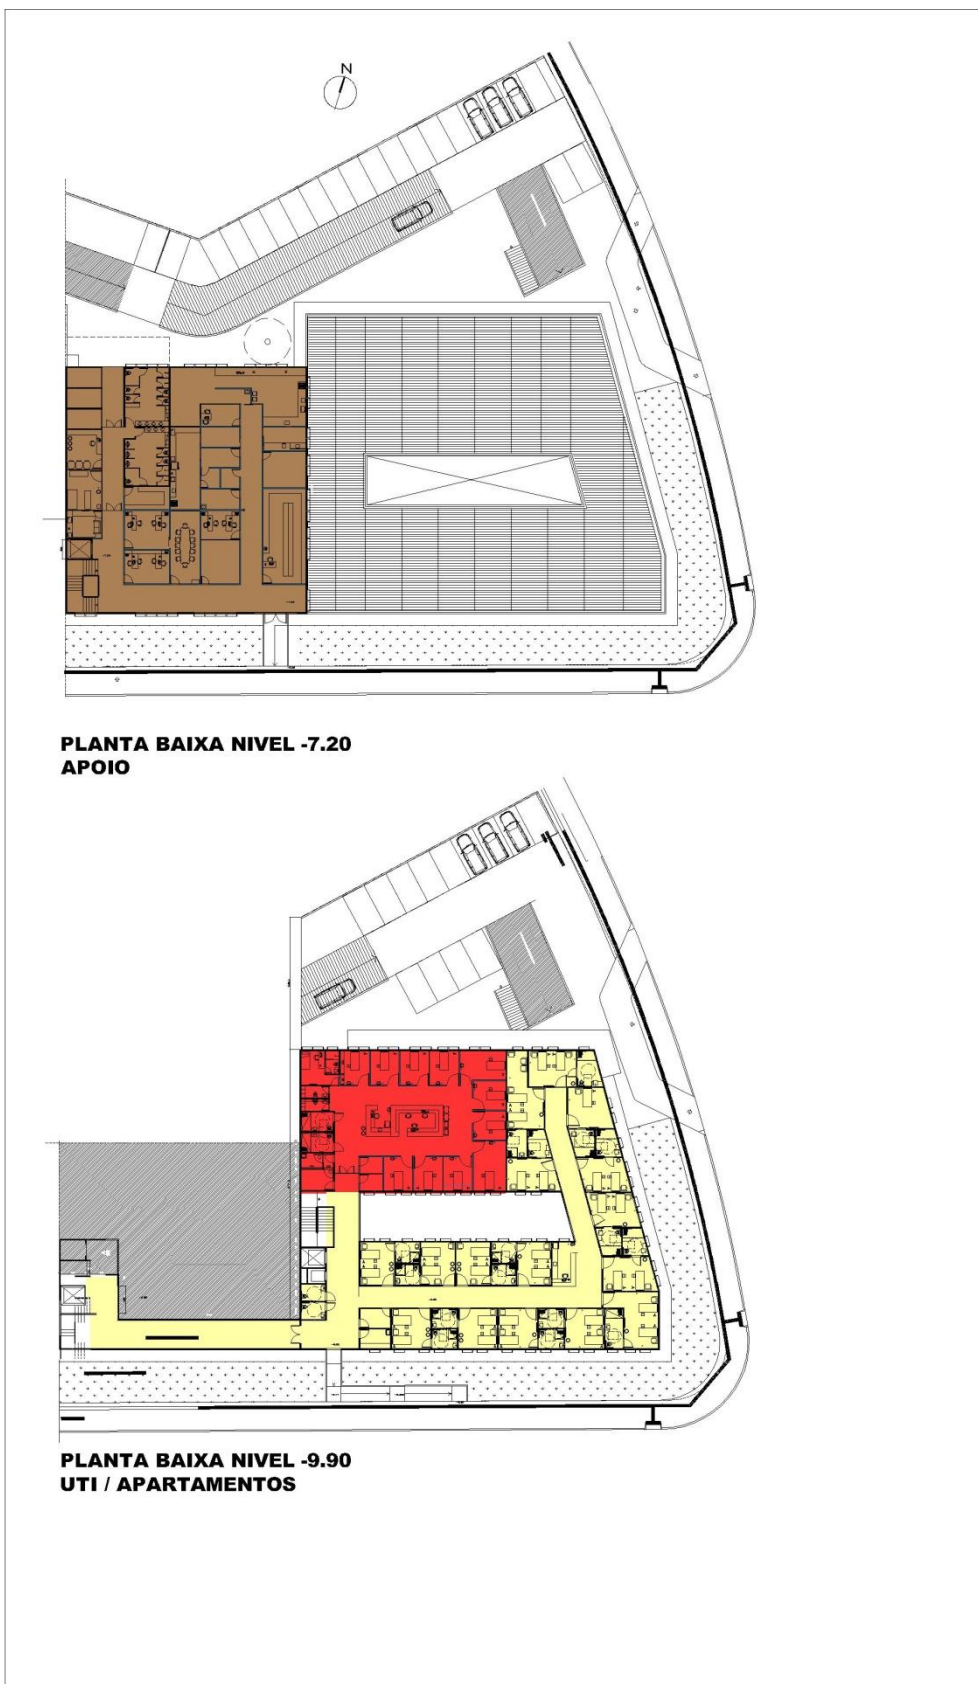 N
PLANTA BAIXA NIVEL -7.20
APOIO
PLANTA BAIXA NIVEL -9.90
UTI / APARTAMENTOS